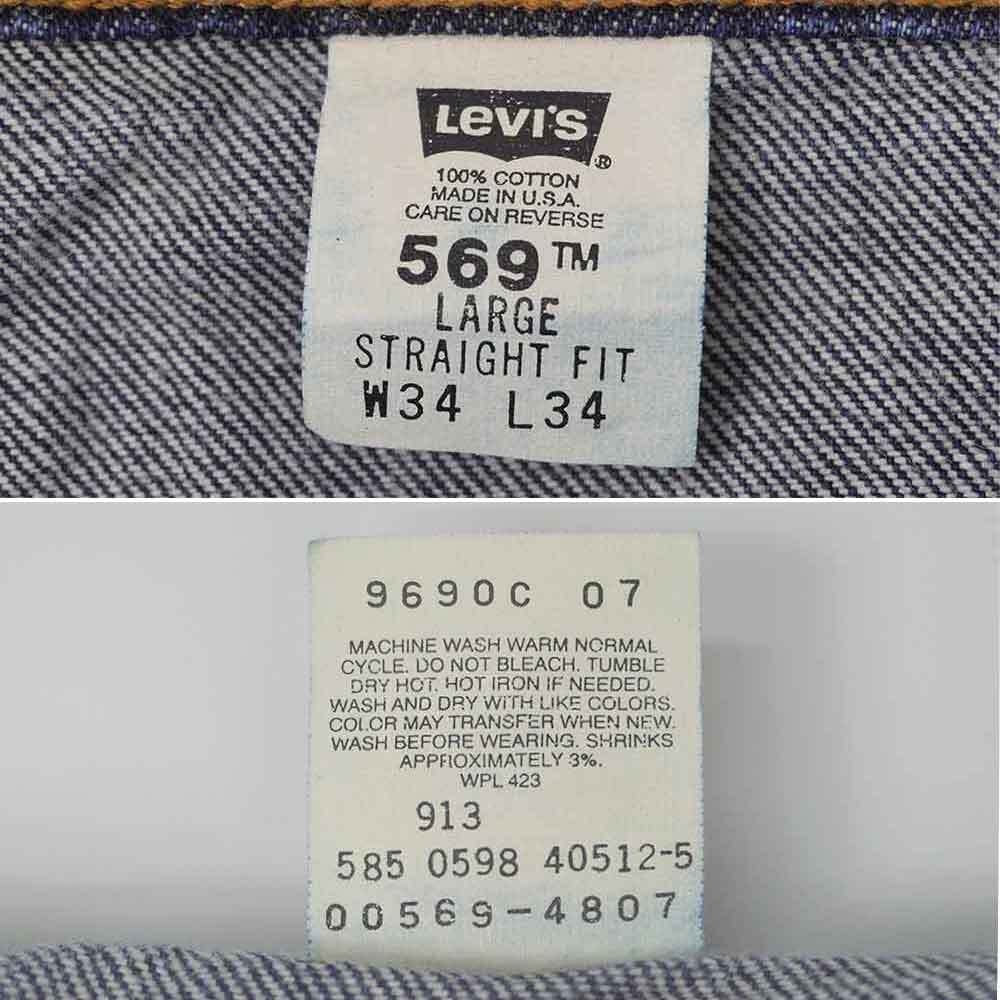 Levi's ®
100% COTTON
MADE IN U.S.A.
CARE ON REVERSE
569™
LARGE
STRAIGHT FIT
W34 L34
9690C 07
MACHINE WASH WARM NORMAL
CYCLE. DO NOT BLEACH. TUMBLE
DRY HOT. HOT IRON IF NEEDED.
WASH AND DRY WITH LIKE COLORS.
COLOR MAY TRANSFER WHEN NEW.
WASH BEFORE WEARING. SHRINKS
APPROXIMATELY 3%.
WPL 423
913
585 0598 40512-5
00569-4807